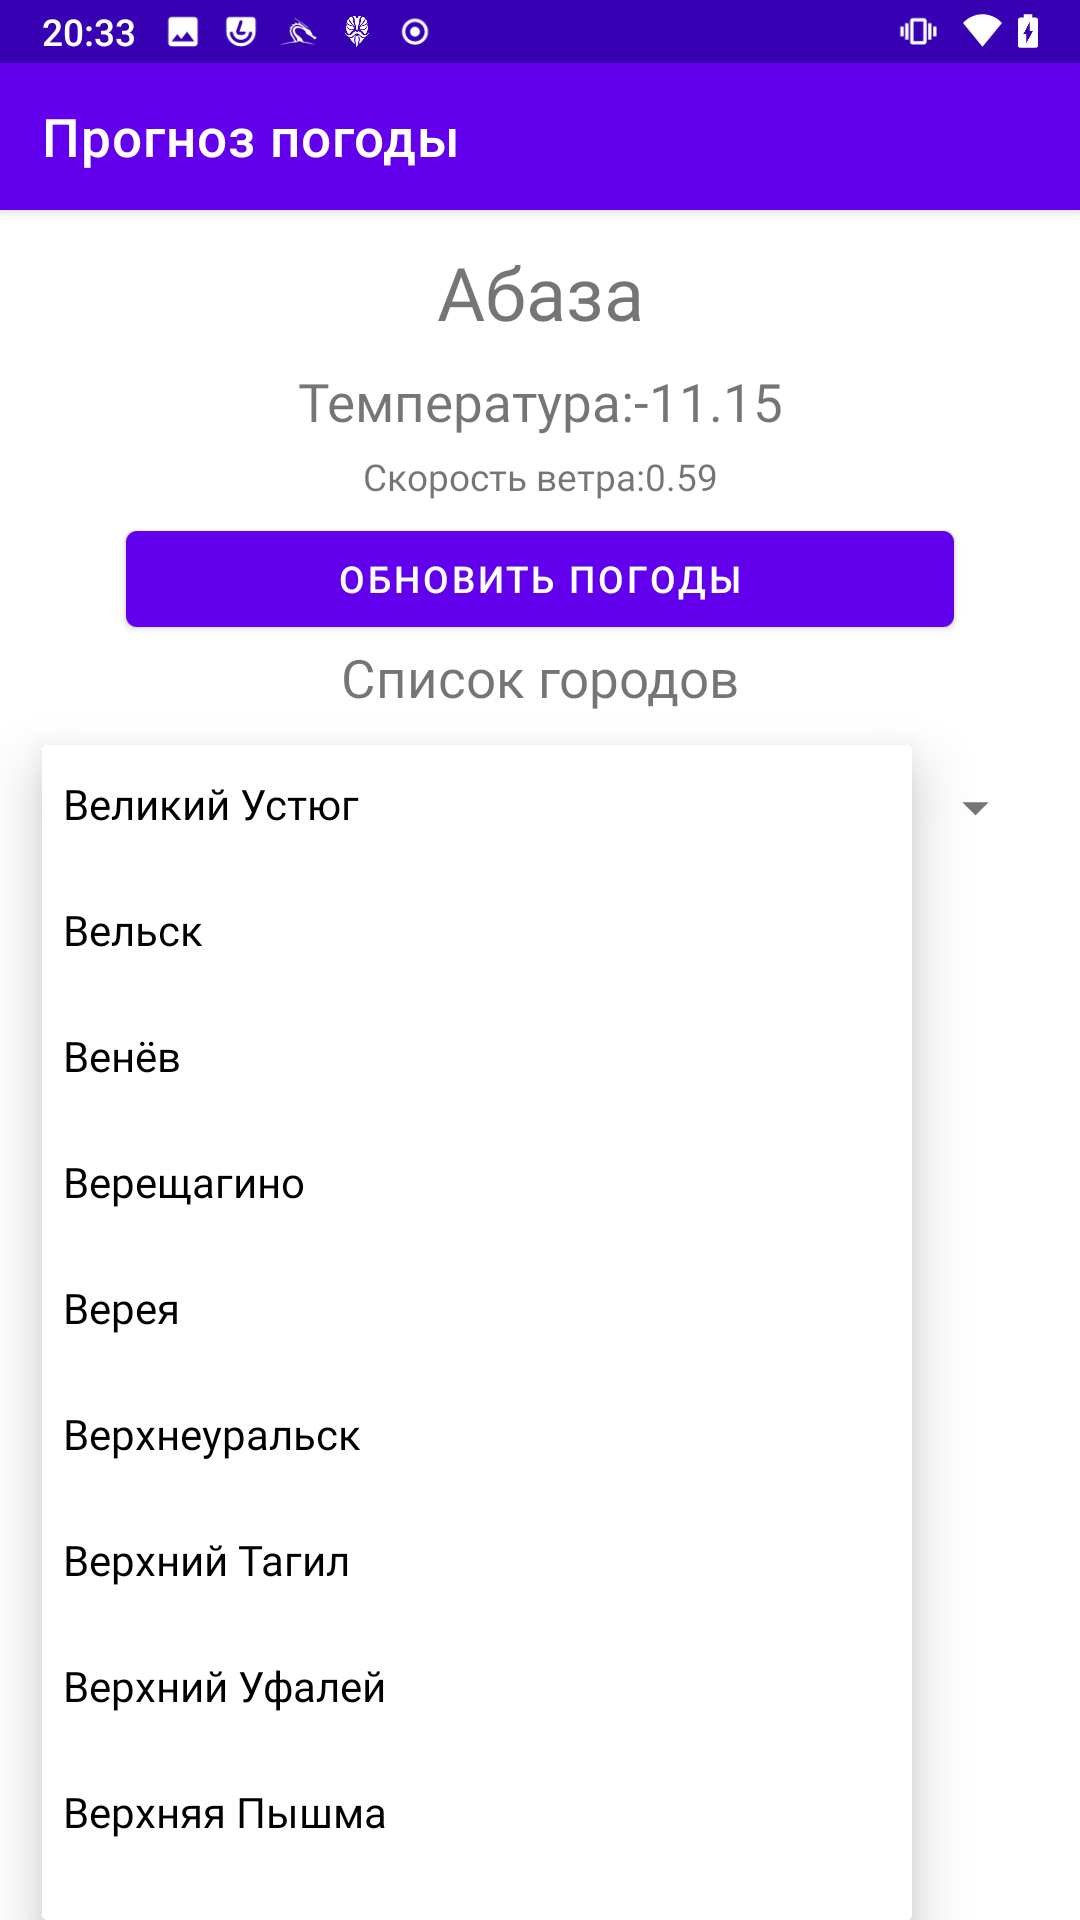 20:33
Прогноз погоды
Абаза
Температура:-11.15
Скорость ветра:0.59
ОБНОВИТЬ ПОГОДЫ
Список городов
Великий Устюг
Вельск
Венёв
Верещагино
Верея
Верхнеуральск
Верхний Тагил
Верхний Уфалей
Верхняя Пышма